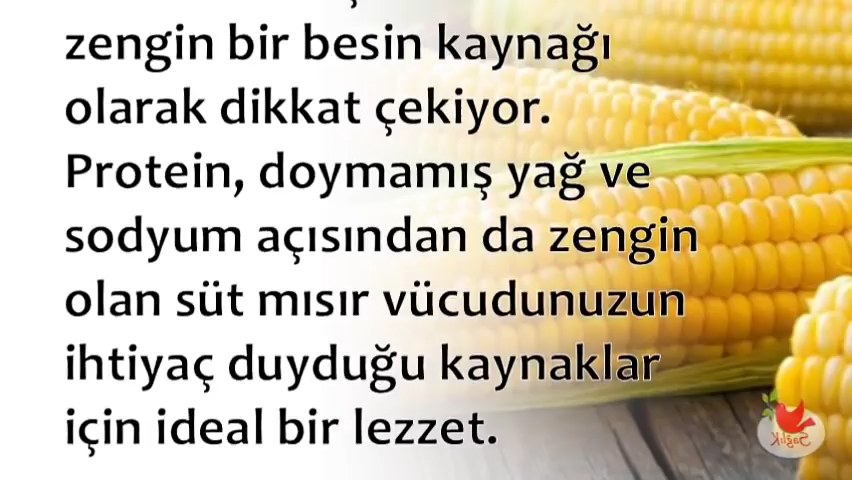 zengin bir besin kaynağı
olarak dikkat çekiyor.
Protein, doymamış yağ ve
sodyum açısından da zengin
olan süt mısır vücudunuzun
ihtiyaç duyduğu kaynaklar
için ideal bir lezzet.
Sağlık